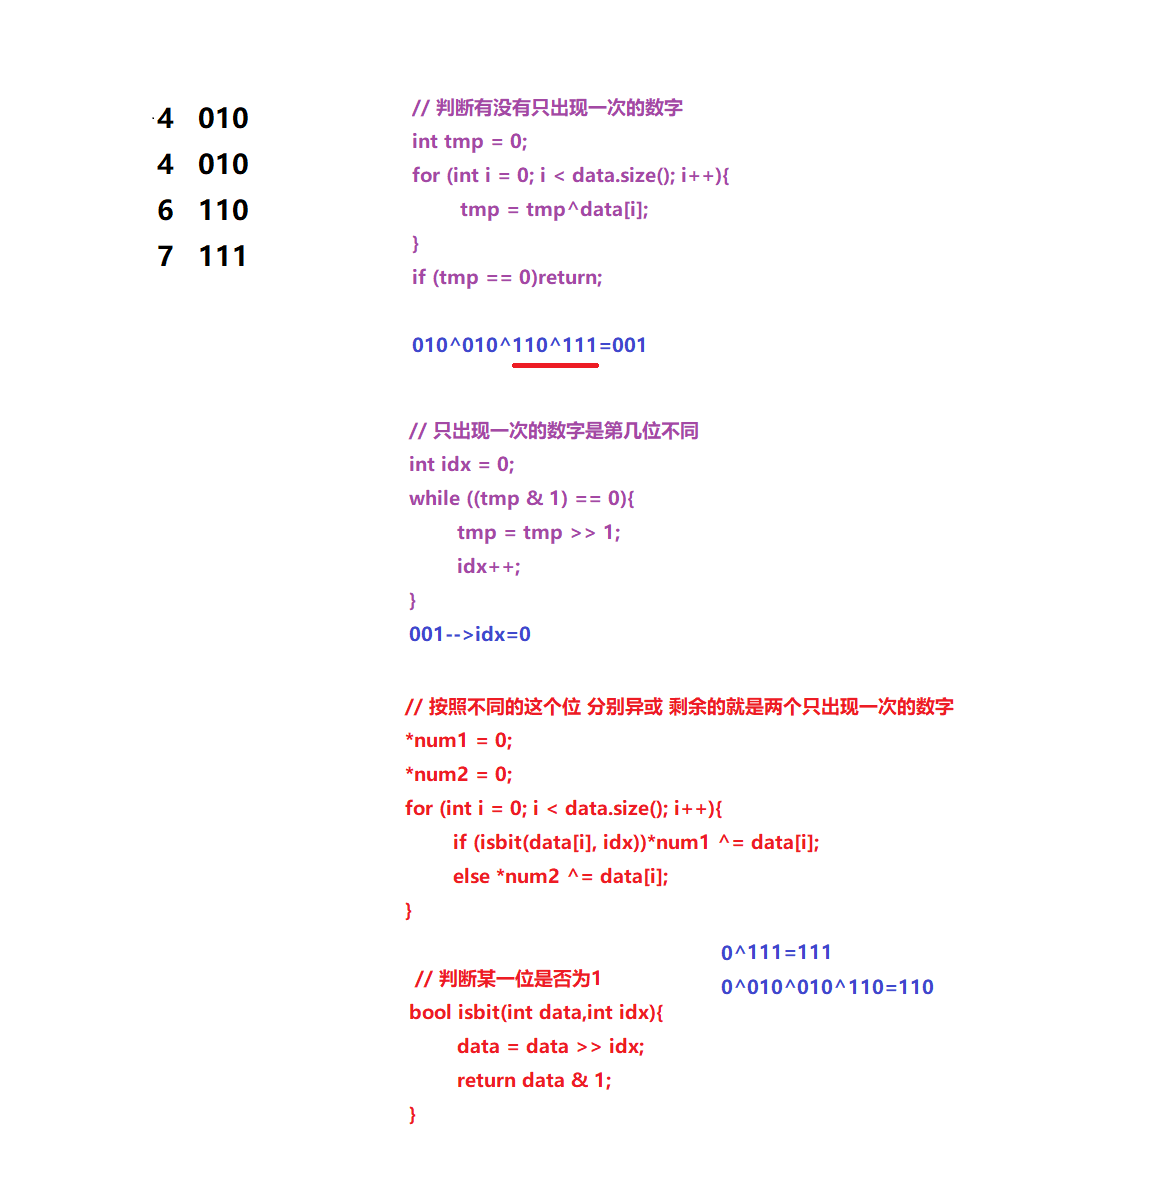 4 010
4 010
6 110
7 111
// 判断有没有只出现一次的数字
int tmp = 0;
for (int i = 0; i < data.size(); i++){
tmp = tmp^data[i];
}
if (tmp == 0)return;
010^010^110^111=001
// 只出现一次的数字是第几位不同
int idx = 0;
while ((tmp & 1) == 0){
tmp = tmp >> 1;
idx++;
}
001-->idx=0
// 按照不同的这个位 分别异或 剩余的就是两个只出现一次的数字
*num1 = 0;
*num2 = 0;
for (int i = 0; i < data.size(); i++){
if (isbit(data[i], idx))*num1 ^= data[i];
else *num2 ^= data[i];
}
0^111=111
0^010^010^110=110
// 判断某一位是否为1
bool isbit(int data,int idx){
data = data >> idx;
return data & 1;
}